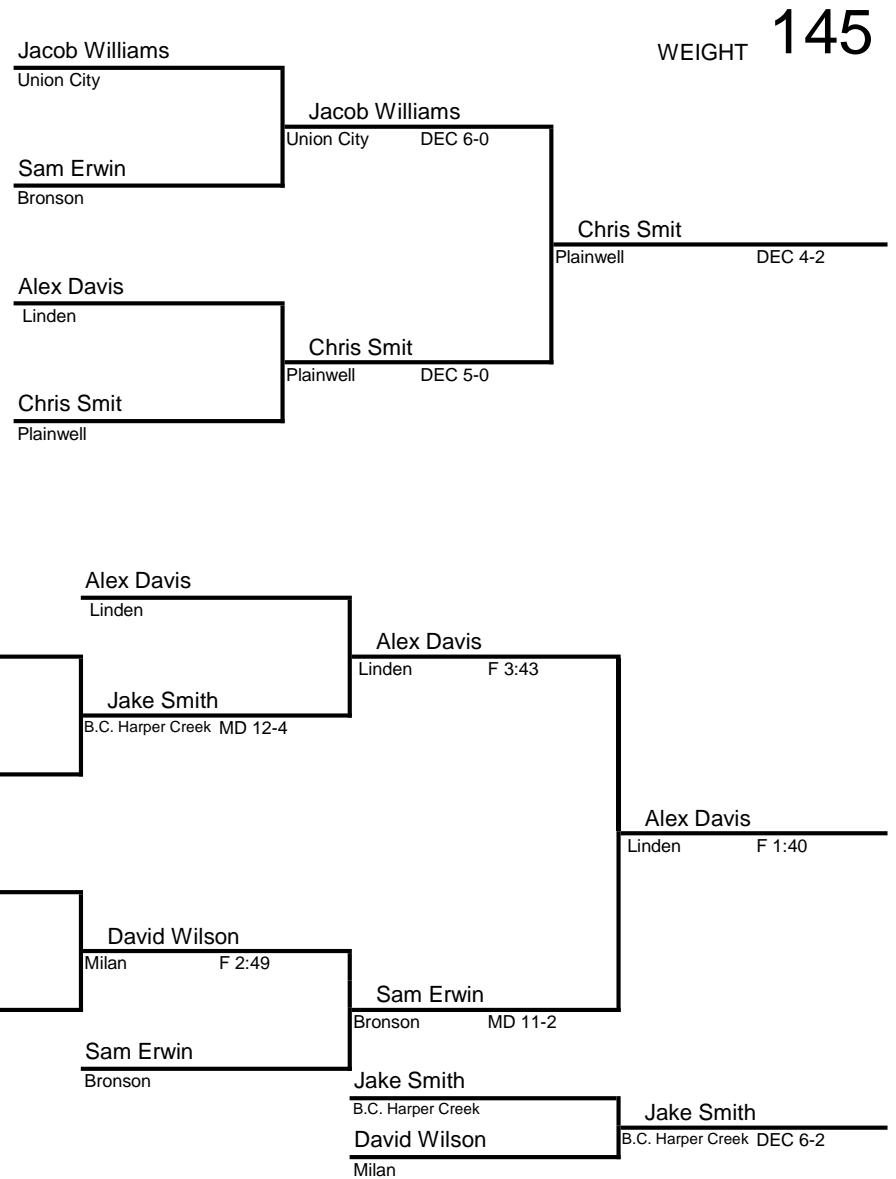 WEIGHT 145
Jacob Williams
Union City
Jacob Williams
Union City DEC 6-0
Sam Erwin
Bronson
Chris Smit
Plainwell DEC 4-2
Alex Davis
Linden
Chris Smit
Plainwell DEC 5-0
Chris Smit
Plainwell
Alex Davis
Linden
Alex Davis
Linden F 3:43
Jake Smith
B.C. Harper Creek MD 12-4
Alex Davis
Linden F 1:40
David Wilson
Milan F 2:49
Sam Erwin
Bronson MD 11-2
Sam Erwin
Bronson
Jake Smith
B.C. Harper Creek
Jake Smith
B.C. Harper Creek DEC 6-2
David Wilson
Milan